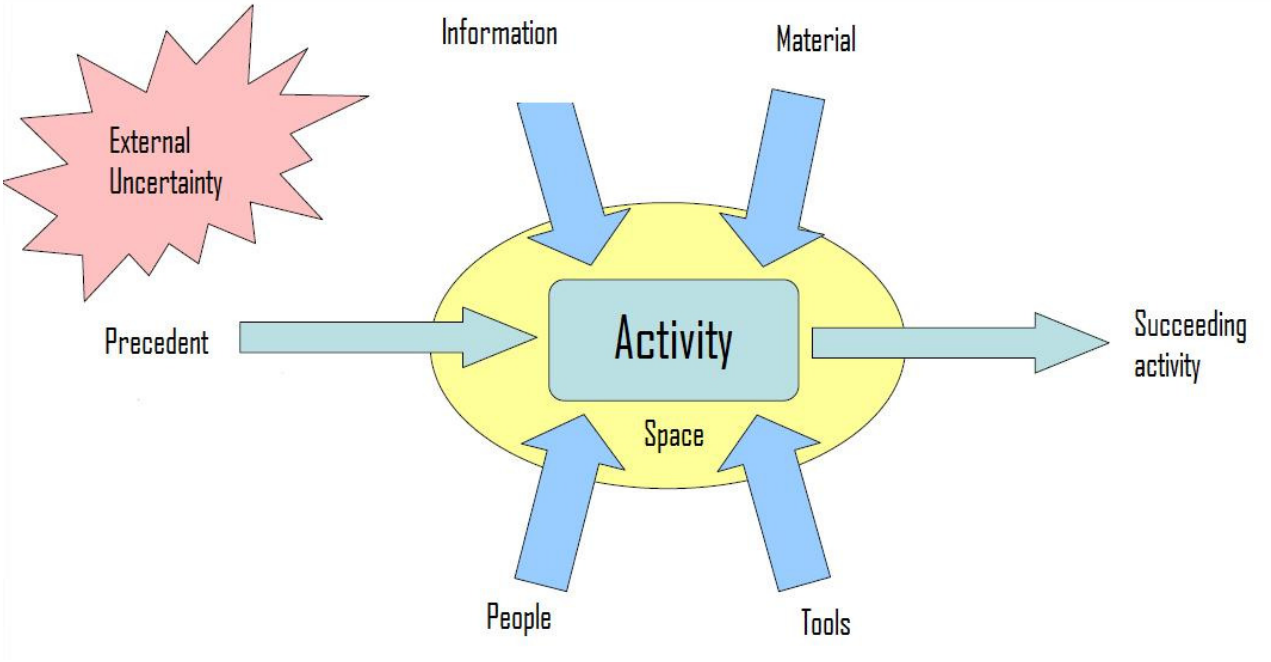 Information
Material
External
Uncertainty
Precedent
Activity
Succeeding
activity
Space
People
Tools